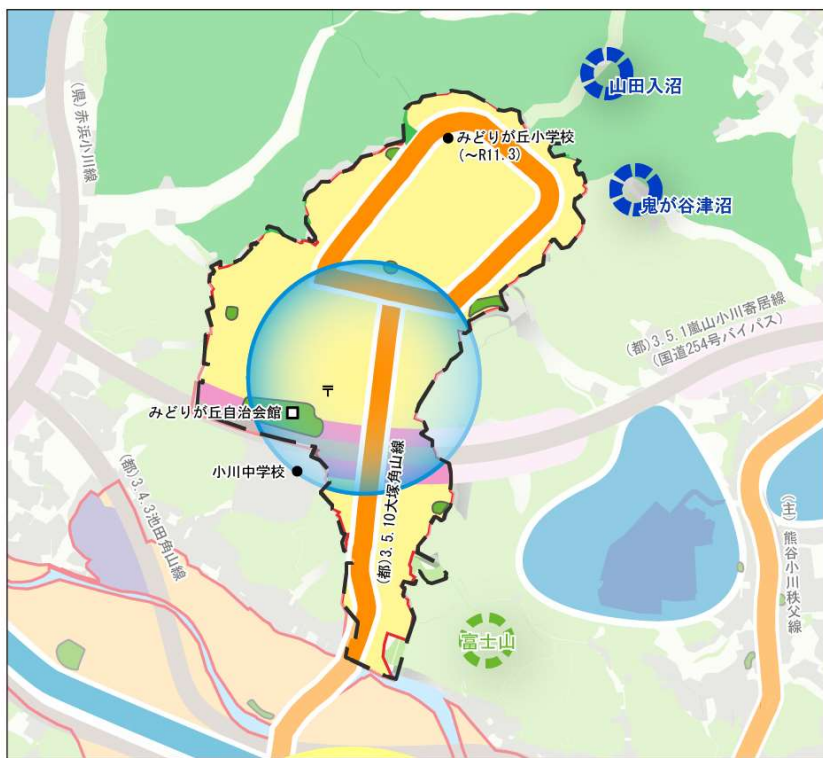 山田入沼
みどりが丘小学校
(～R11.3)
(県)赤浜小川線
鬼が谷津沼
(都)3.5.1嵐山小川寄居線
(国道254号バイパス)
〒
みどりが丘自治会館
小川中学校
(都)3.5.10大塚角山線
(都)3.4.3池田角山線
(主)熊谷小川秩父線
富士山